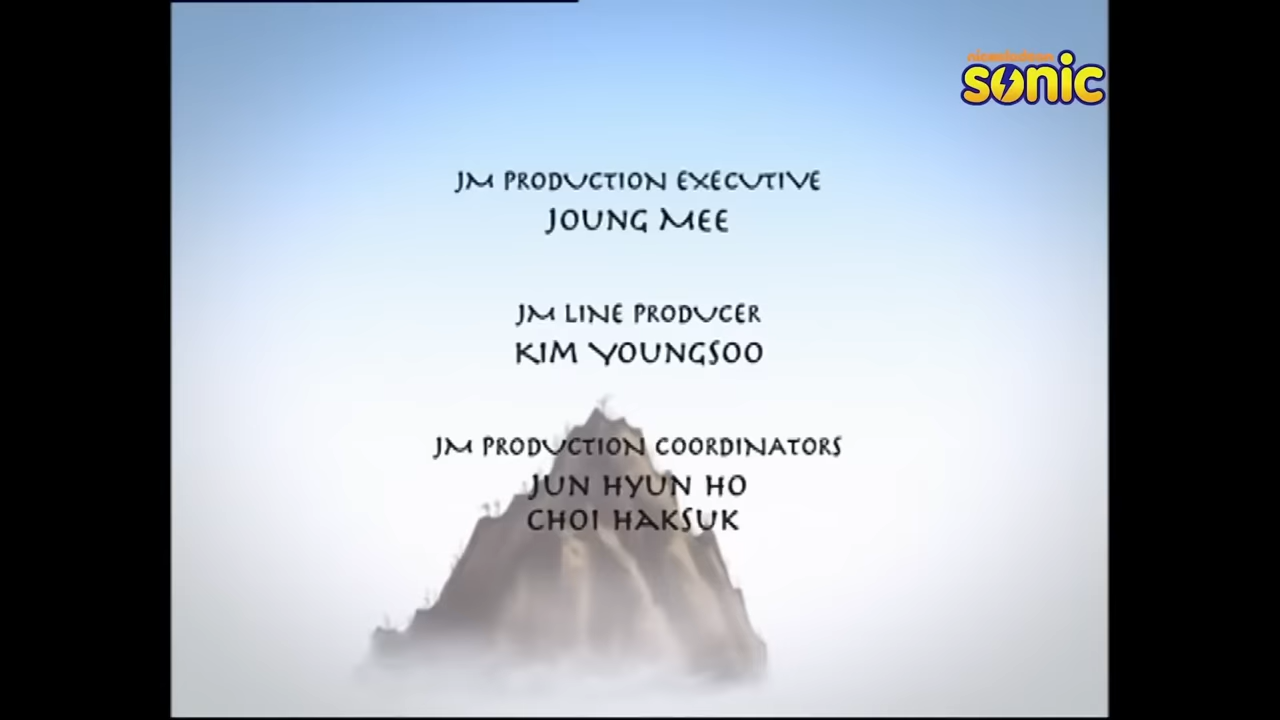 nickelodeon
sonic
JM PRODUCTION EXECUTIVE
JOUNG MEE
JM LINE PRODUCER
KIM YOUNGSOO
JM PRODUCTION COORDINATORS
JUN HYUN HO
CHOI HAKSUK